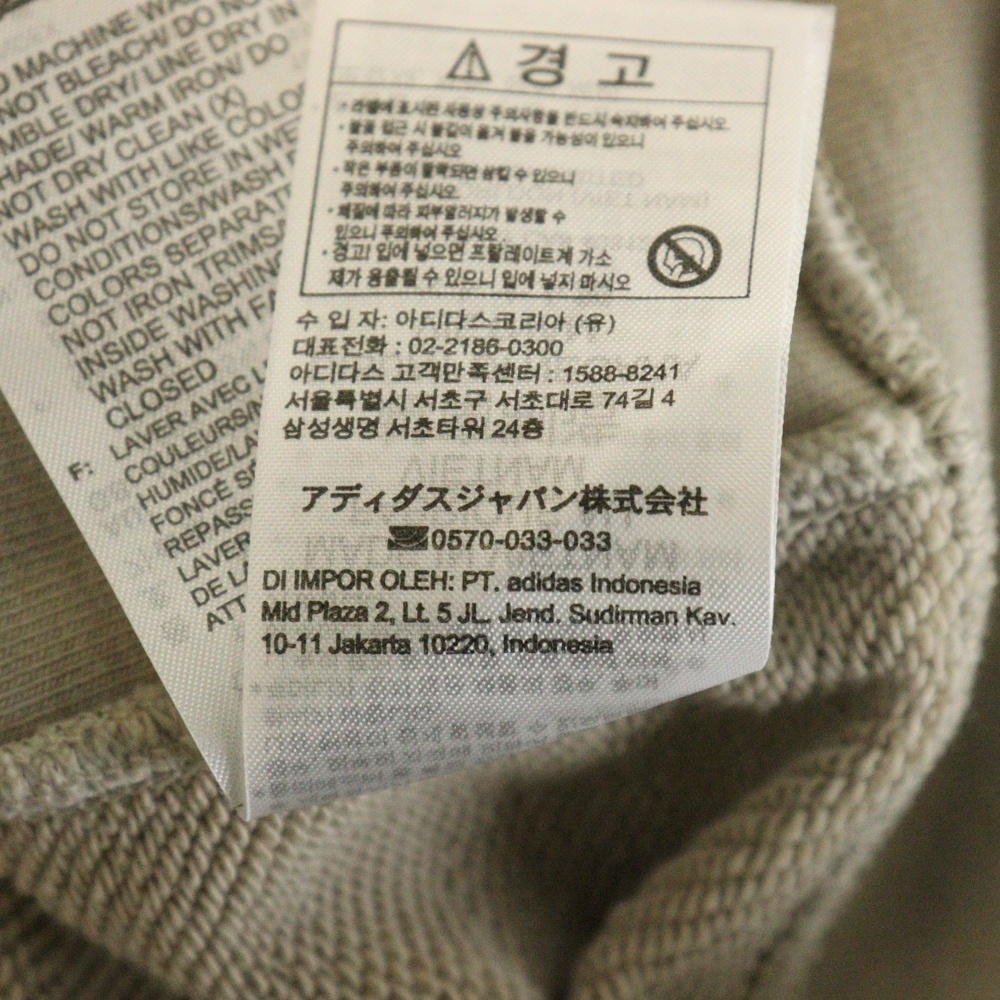 D MACHINE WA
NOT BLEACH/ DO NO
MBLE DRY/ LINE DRY IN
HADE/ WARM IRON/ DO
NOT DRY CLEAN (X)
WASH WITH LIKE COLO
DO NOT STORE IN WE
CONDITIONS/WASH
COLORS SEPARAT
NOT IRON TRIMS
INSIDE WASHING
WASH WITH FA
CLOSED
F: LAVER AVEC L
COULEURS/
HUMIDE/LA
FONCÉ S
REPASS
LAVER
DE LA
ATT
⚠ 경 고
· 라벨에 표시된 사용상 주의사항을 반드시 숙지하여 주십시오.
· 불꽃 접근 시 불길이 옮겨 붙을 가능성이 있으니
주의하여 주십시오
· 작은 부품이 탈락되면 삼킬 수 있으니
주의하여 주십시오.
· 체질에 따라 피부알러지가 발생할 수
있으니 주의하여 주십시오
· 경고! 입에 넣으면 프탈레이트계 가소
제가 용출될 수 있으니 입에 넣지 마시오
수 입 자: 아디다스코리아 (유)
대표전화 : 02-2186-0300
아디다스 고객만족센터 : 1588-8241
서울특별시 서초구 서초대로 74길 4
삼성생명 서초타워 24층
アディダスジャパン株式会社
0570-033-033
DI IMPOR OLEH: PT. adidas Indonesia
Mid Plaza 2, Lt. 5 JL. Jend. Sudirman Kav.
10-11 Jakarta 10220, Indonesia